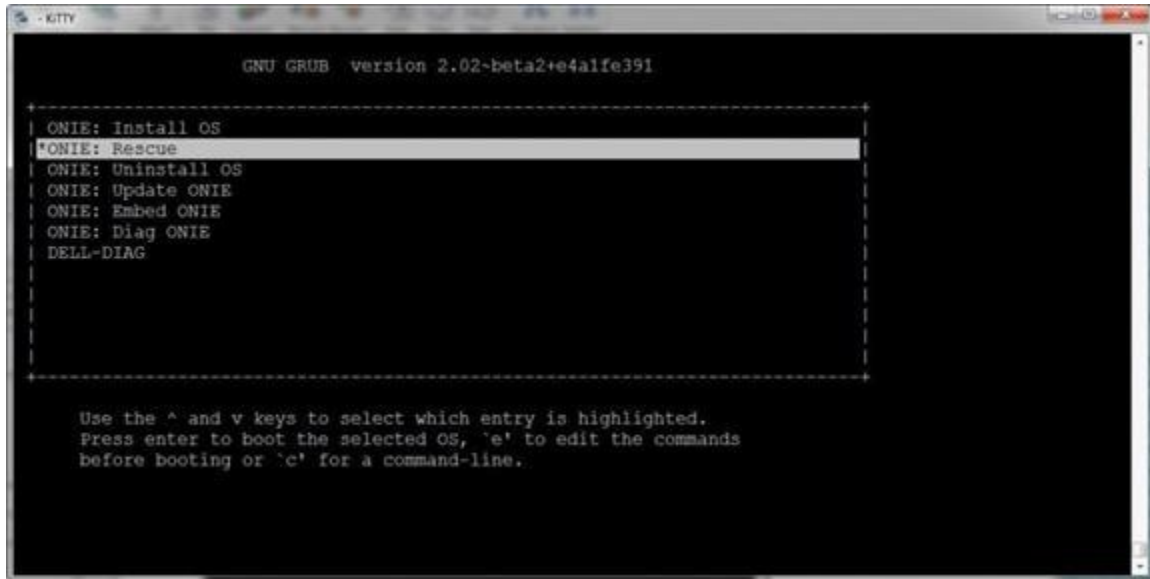 - KiTTY
GNU GRUB version 2.02~beta2+e4a1fe391
ONIE: Install OS
*ONIE: Rescue
ONIE: Uninstall OS
ONIE: Update ONIE
ONIE: Embed ONIE
ONIE: Diag ONIE
DELL-DIAG
Use the ^ and v keys to select which entry is highlighted.
Press enter to boot the selected OS, `e' to edit the commands
before booting or `c' for a command-line.